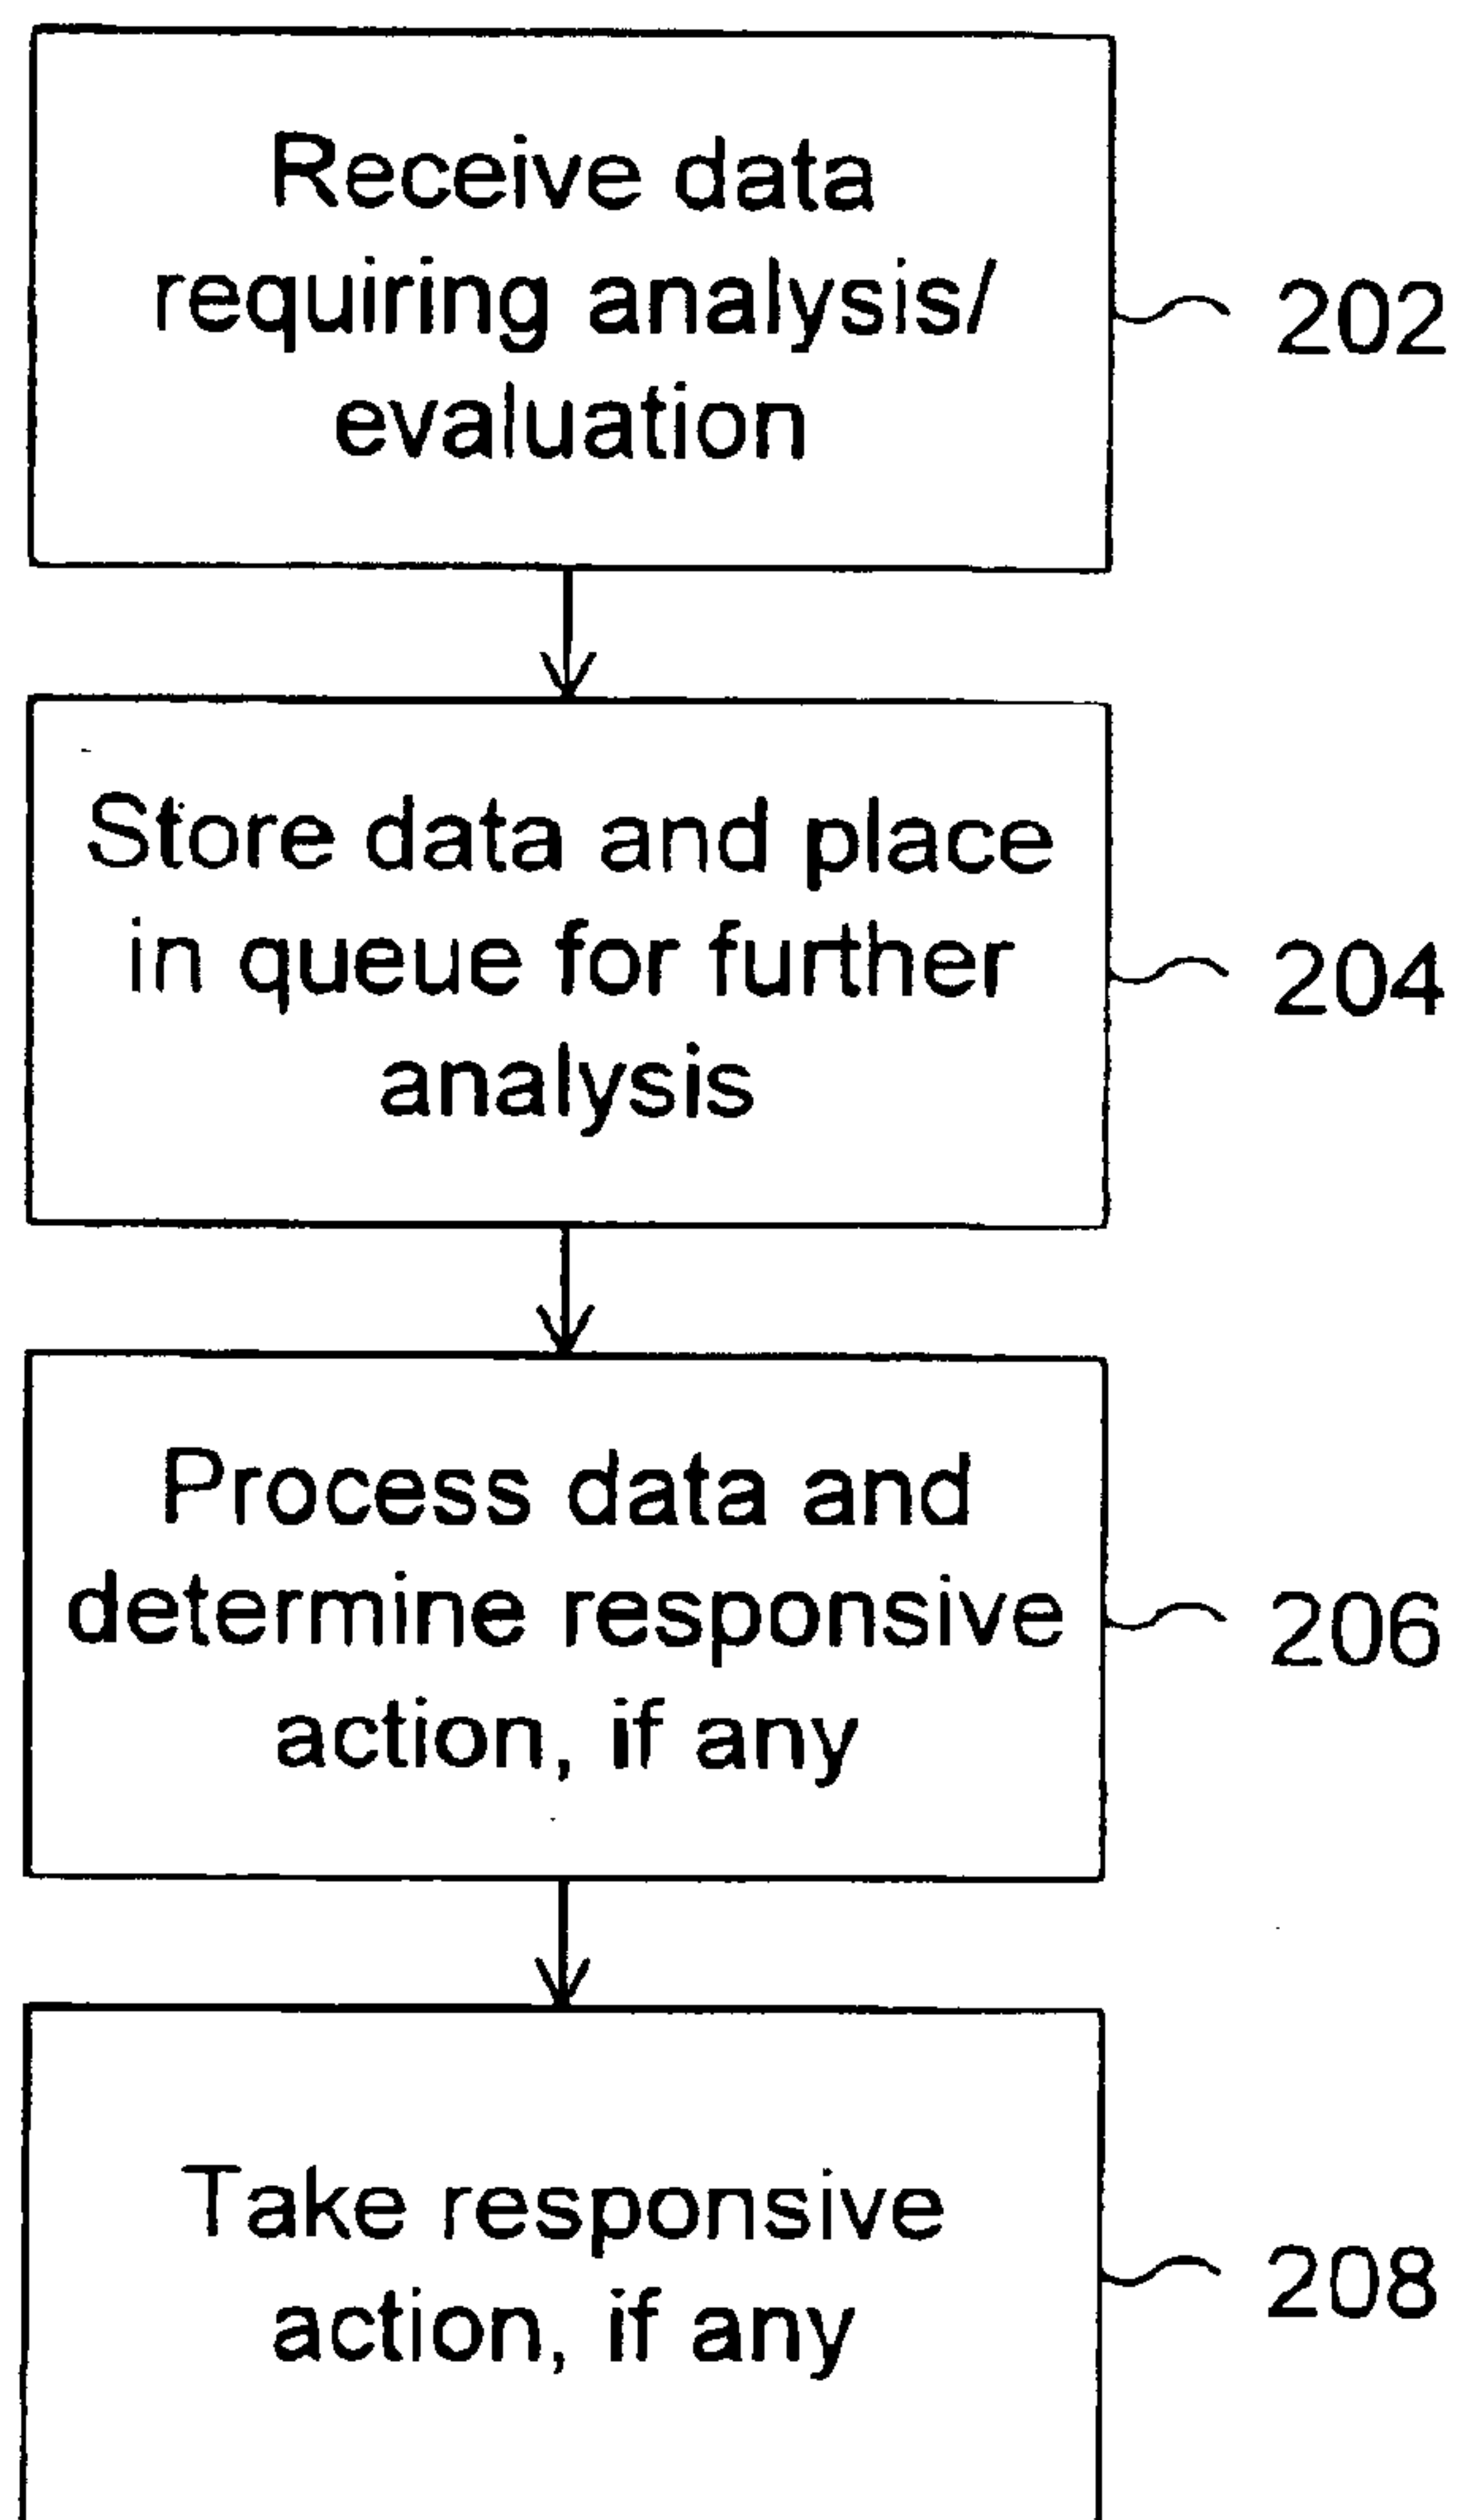 Receive data
requiring analysis/
evaluation
202
Store data and place
in queue for further
analysis
204
Process data and
determine responsive
action, if any
206
Take responsive
action, if any
208